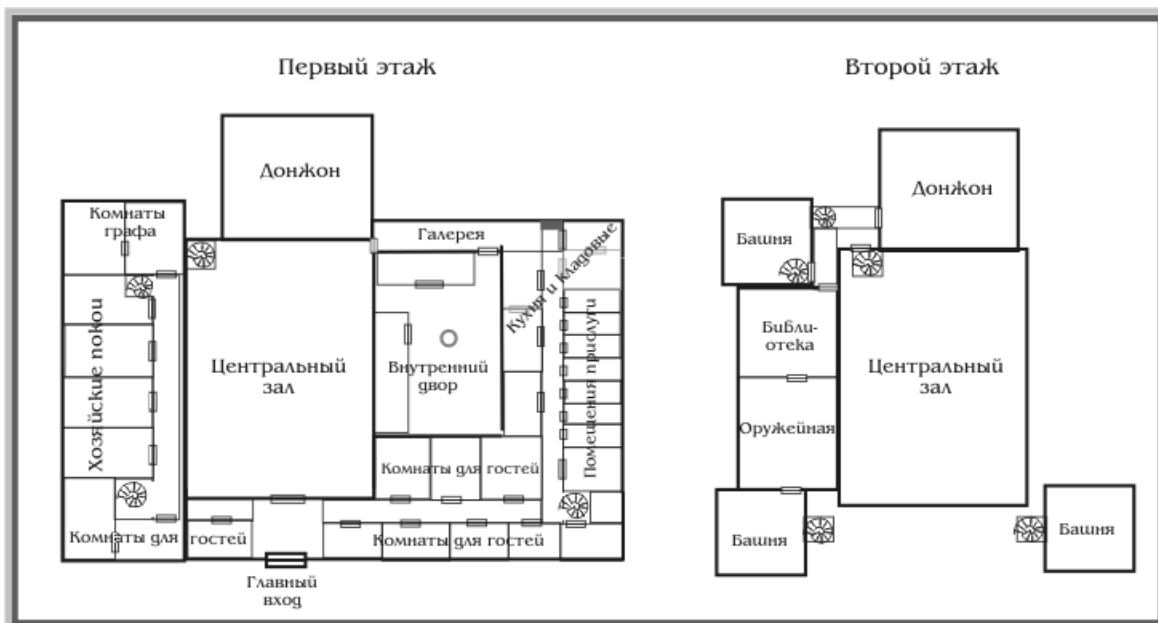 Первый этаж
Донжон
Комнаты
графа
Галерея
Кухня и кладовые
Хозяйские покои
Центральный
зал
Внутренний
двор
Помещения прислуги
Комнаты для гостей
Комнаты для гостей
Комнаты для гостей
Главный
вход
Второй этаж
Донжон
Башня
Библи-
отека
Центральный
зал
Оружейная
Башня
Башня